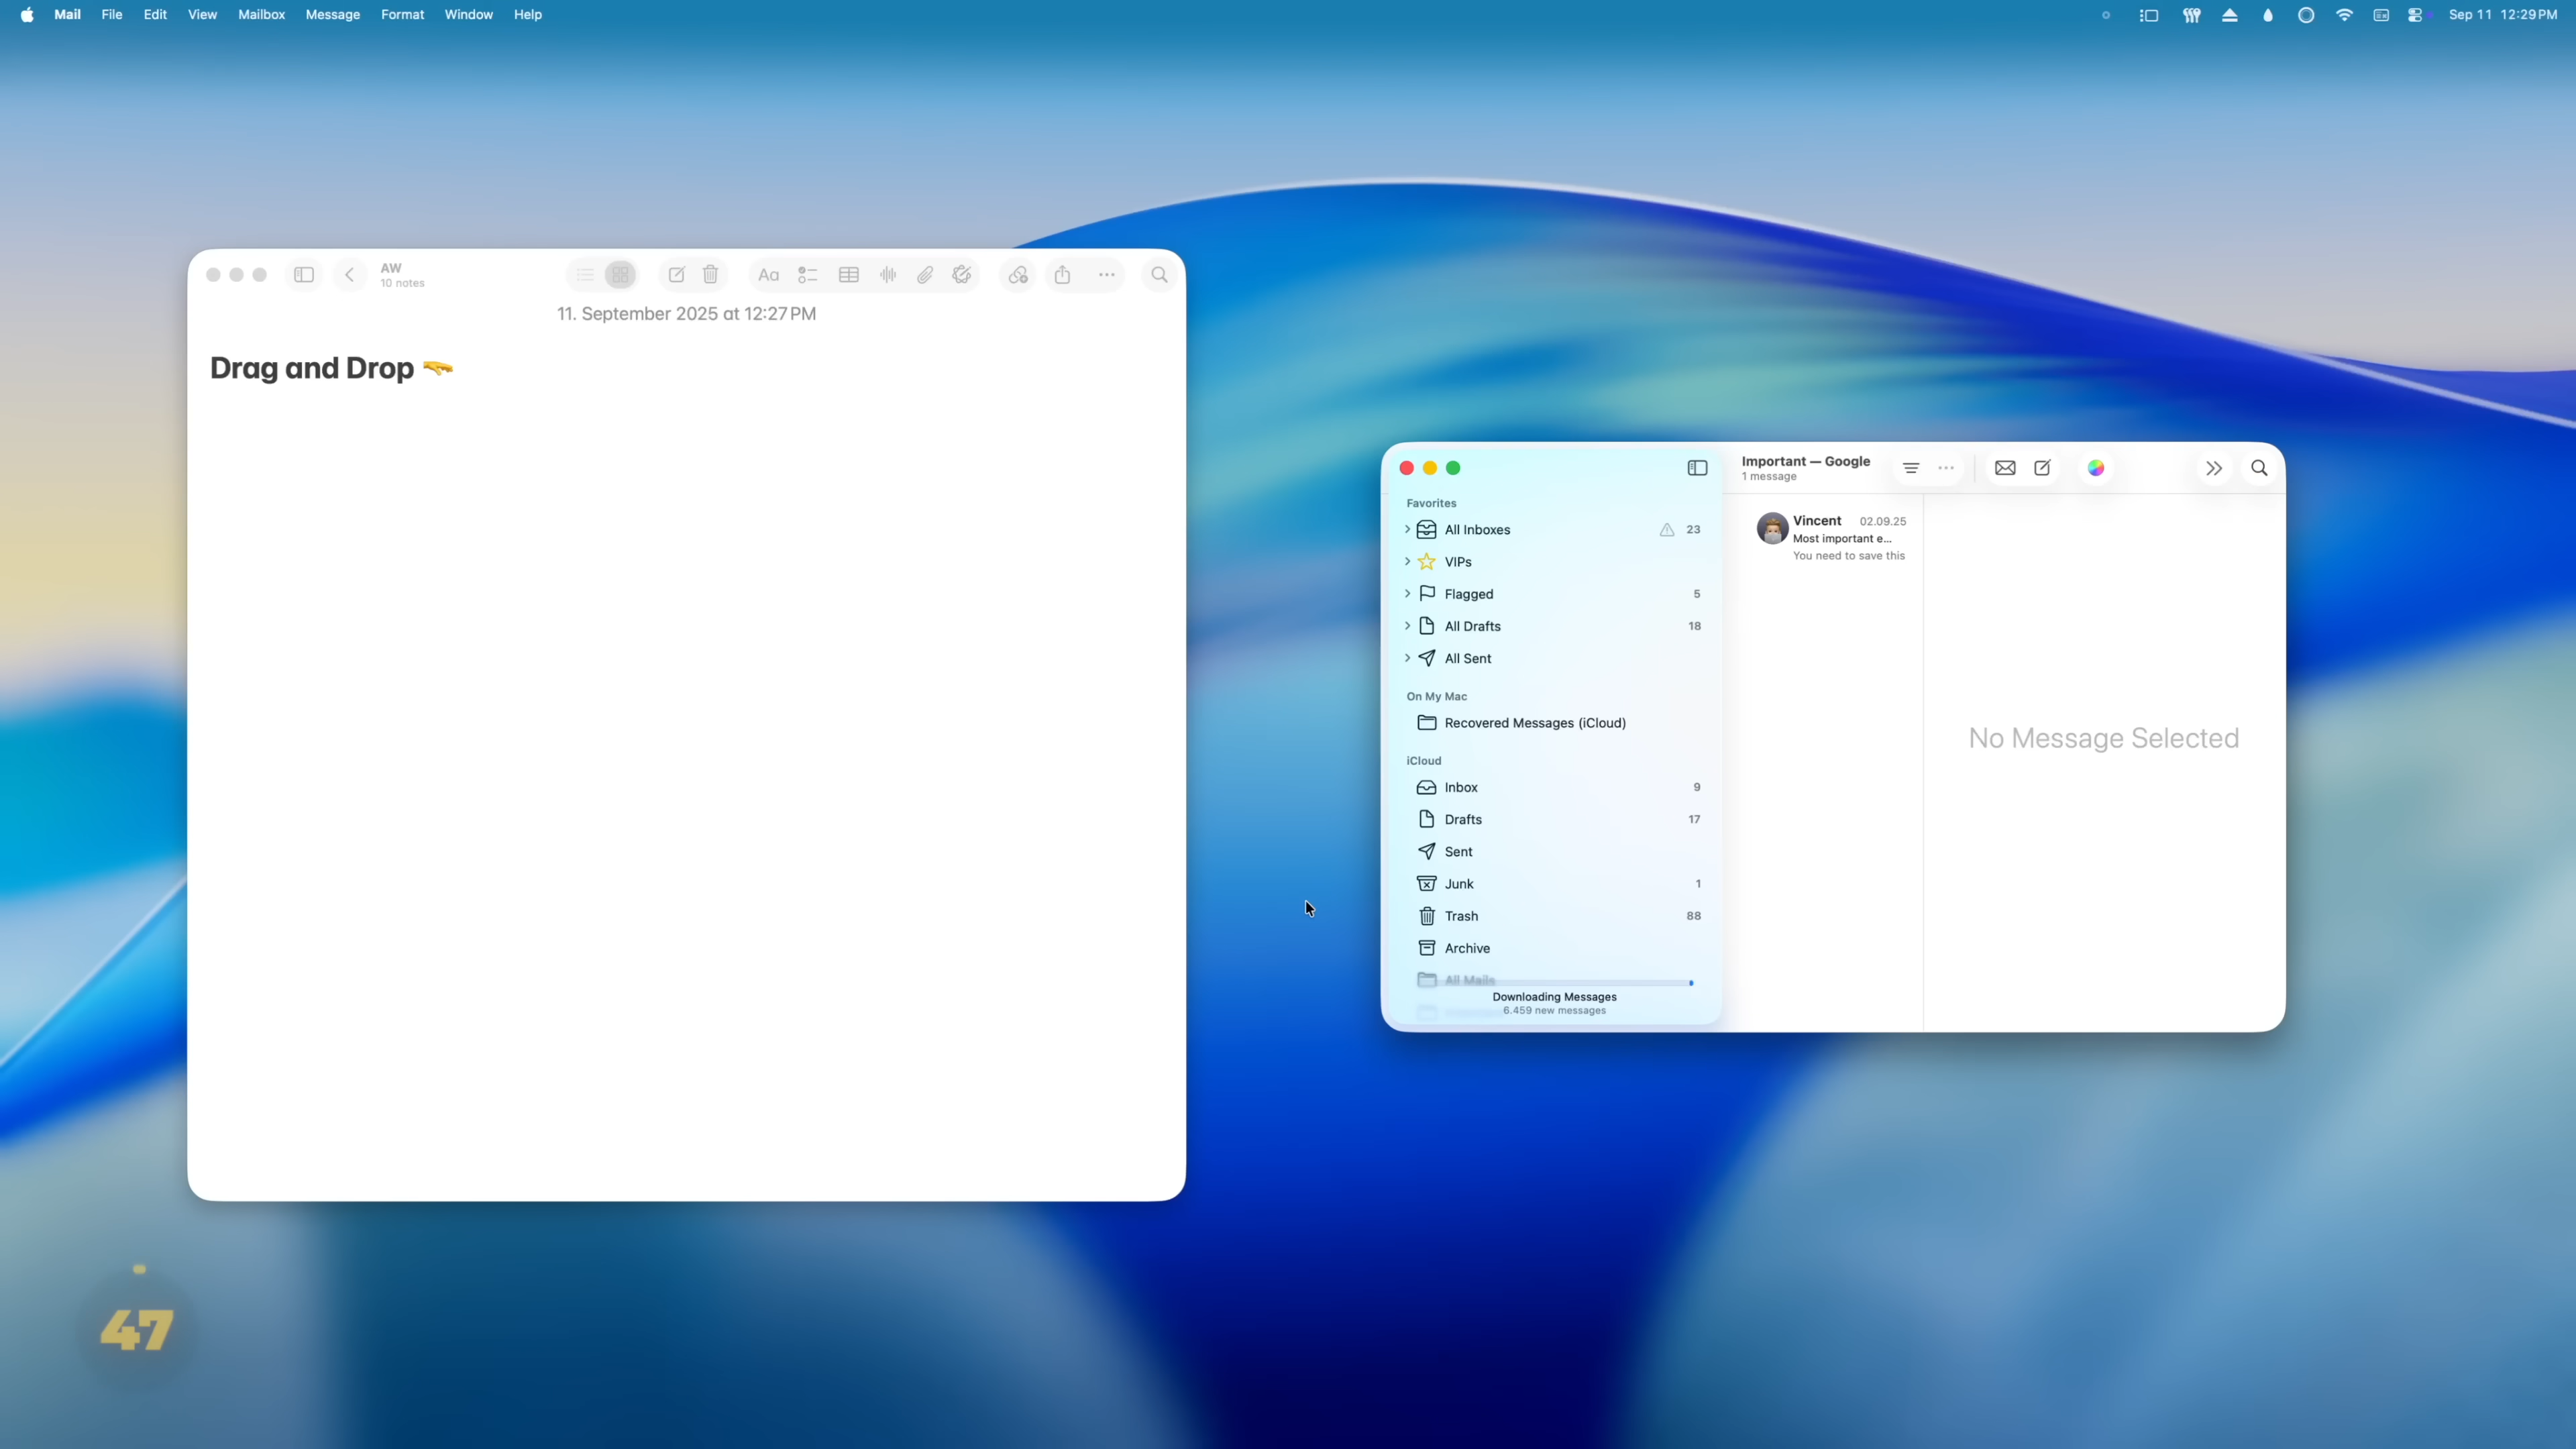 Mail File Edit View Mailbox Message Format Window Help
Sep 11 12:29 PM
AW
10 notes
Aa
11. September 2025 at 12:27 PM
Drag and Drop
Important — Google
1 message
Favorites
All Inboxes 23
VIPs
Flagged 5
All Drafts 18
All Sent
On My Mac
Recovered Messages (iCloud)
iCloud
Inbox 9
Drafts 17
Sent
Junk 1
Trash 88
Archive
All Mails
Downloading Messages
6.459 new messages
Vincent 02.09.25
Most important e...
You need to save this
No Message Selected
47